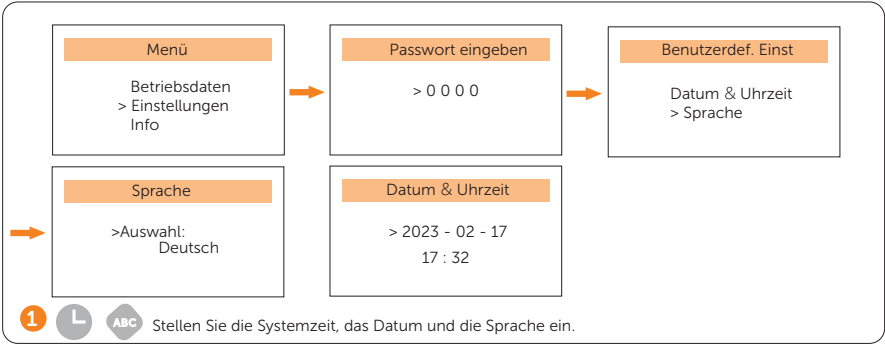 Menü
Betriebsdaten
> Einstellungen
Info
Passwort eingeben
> 0 0 0 0
Benutzerdef. Einst
Datum & Uhrzeit
> Sprache
Sprache
>Auswahl:
Deutsch
Datum & Uhrzeit
> 2023 - 02 - 17
17 : 32
1 ABC Stellen Sie die Systemzeit, das Datum und die Sprache ein.